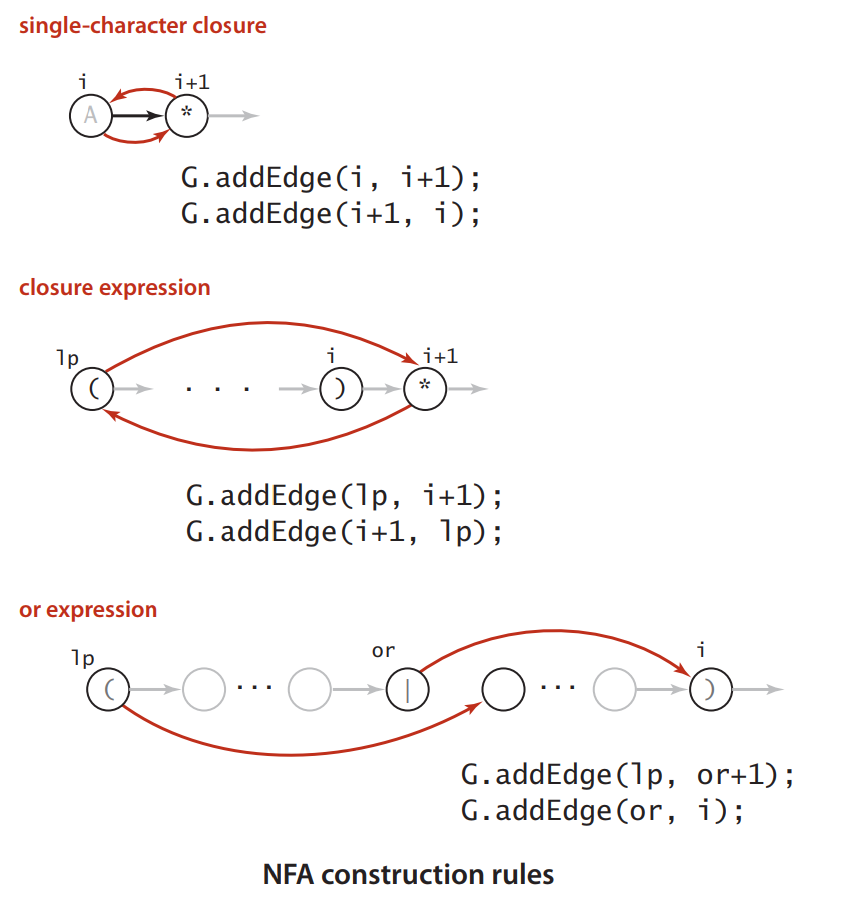 single-character closure
i i+1
A *
G.addEdge(i, i+1);
G.addEdge(i+1, i);
closure expression
lp i i+1
( . . . ) *
G.addEdge(lp, i+1);
G.addEdge(i+1, lp);
or expression
lp or i
( ... | ... )
G.addEdge(lp, or+1);
G.addEdge(or, i);
NFA construction rules